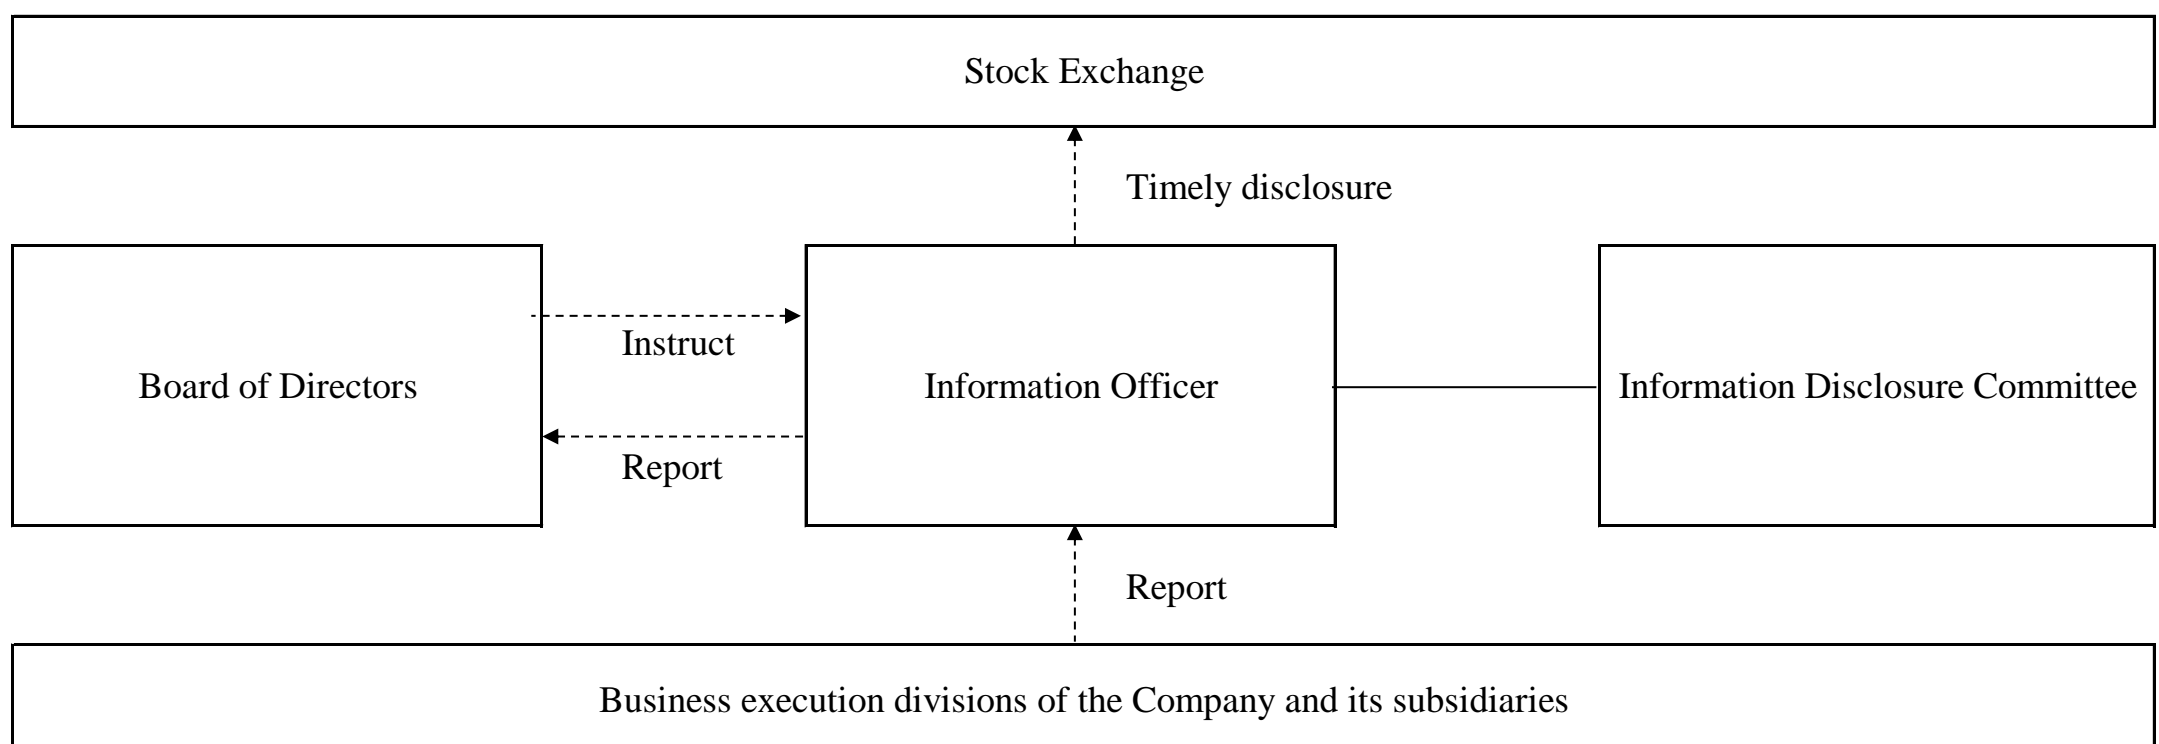 Stock Exchange
Timely disclosure
Instruct
Board of Directors
Information Officer
Information Disclosure Committee
Report
Report
Business execution divisions of the Company and its subsidiaries